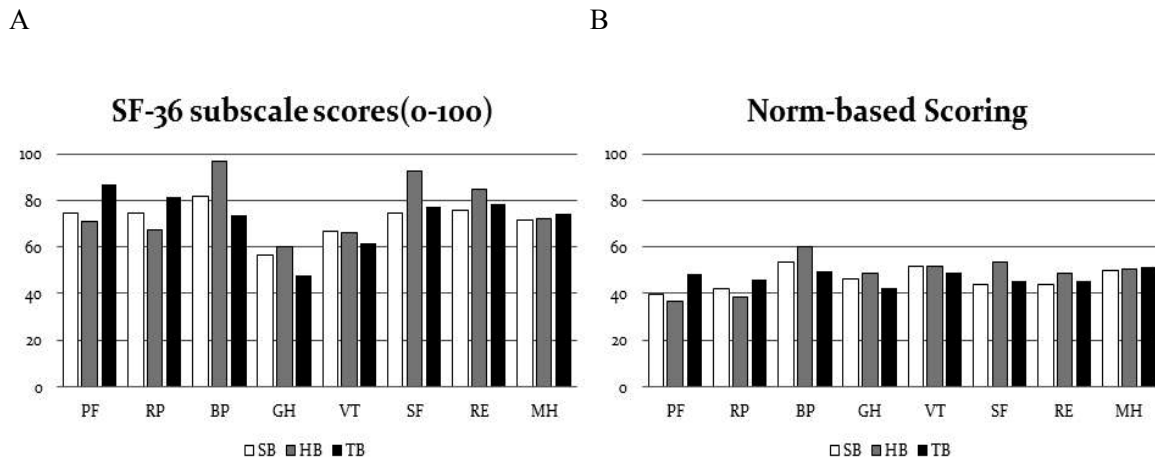 A
B
SF-36 subscale scores(0-100)
100
80
60
40
20
0
PF RP BP GH VT SF RE MH
SB HB TB
Norm-based Scoring
100
80
60
40
20
0
PF RP BP GH VT SF RE MH
SB HB TB